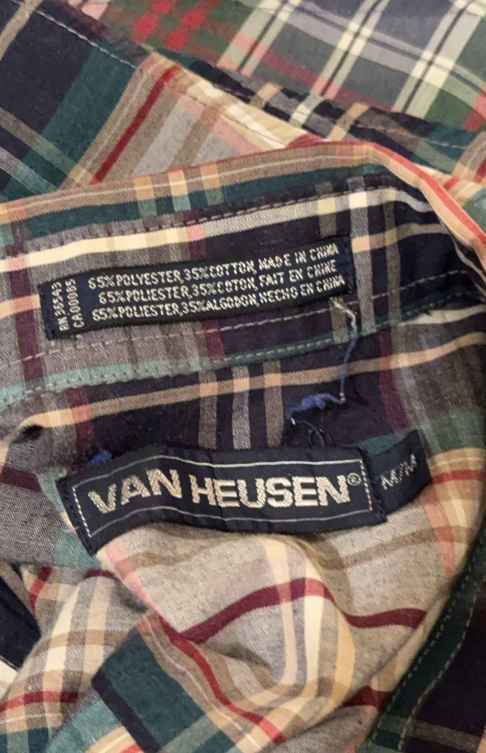 RN 36543
CA00085
65%POLYESTER,35%COTTON, MADE IN CHINA
65%POLIESTER,35%COTON, FAIT EN CHINE
65%POLIESTER,35%ALGODON,HECHO EN CHINA
VAN HEUSEN®
M/M